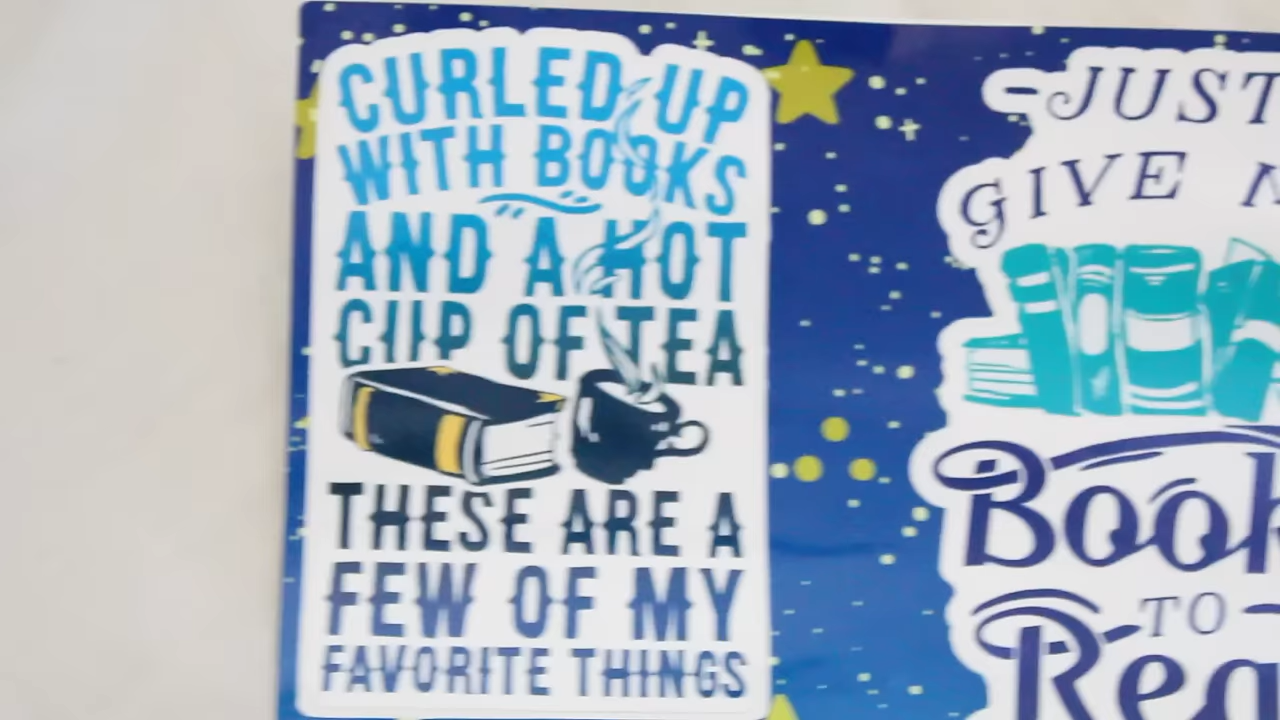 CURLED UP
WITH BOOKS
AND A HOT
CUP OF TEA
THESE ARE A
FEW OF MY
FAVORITE THINGS
JUST
GIVE
TO